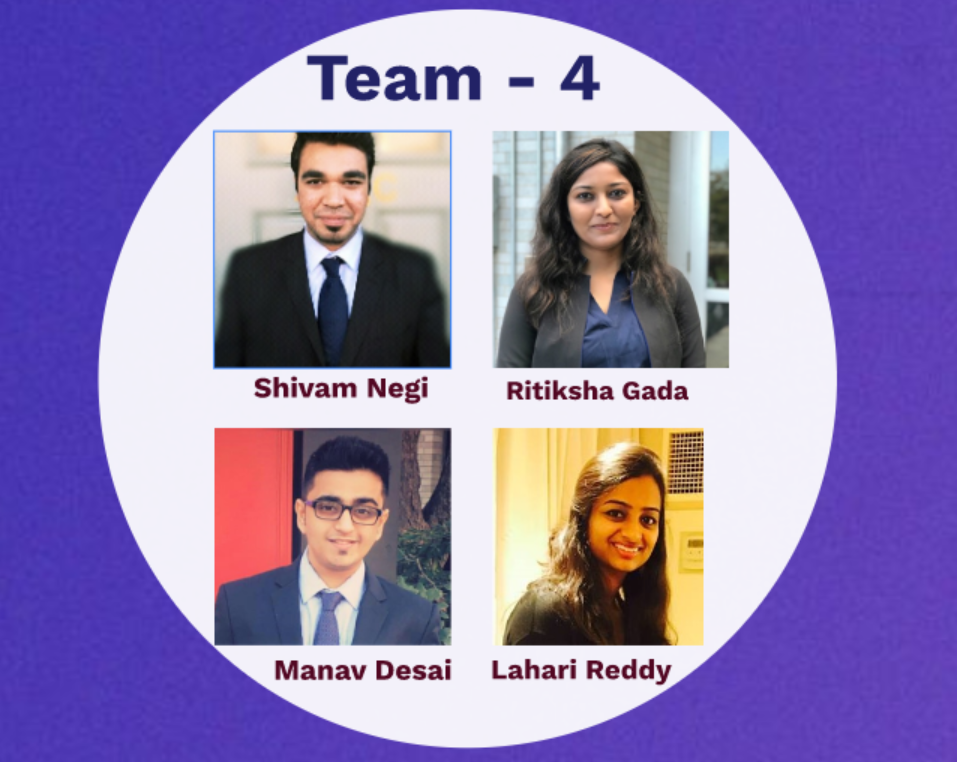 Team - 4
Shivam Negi
Ritiksha Gada
Manav Desai
Lahari Reddy